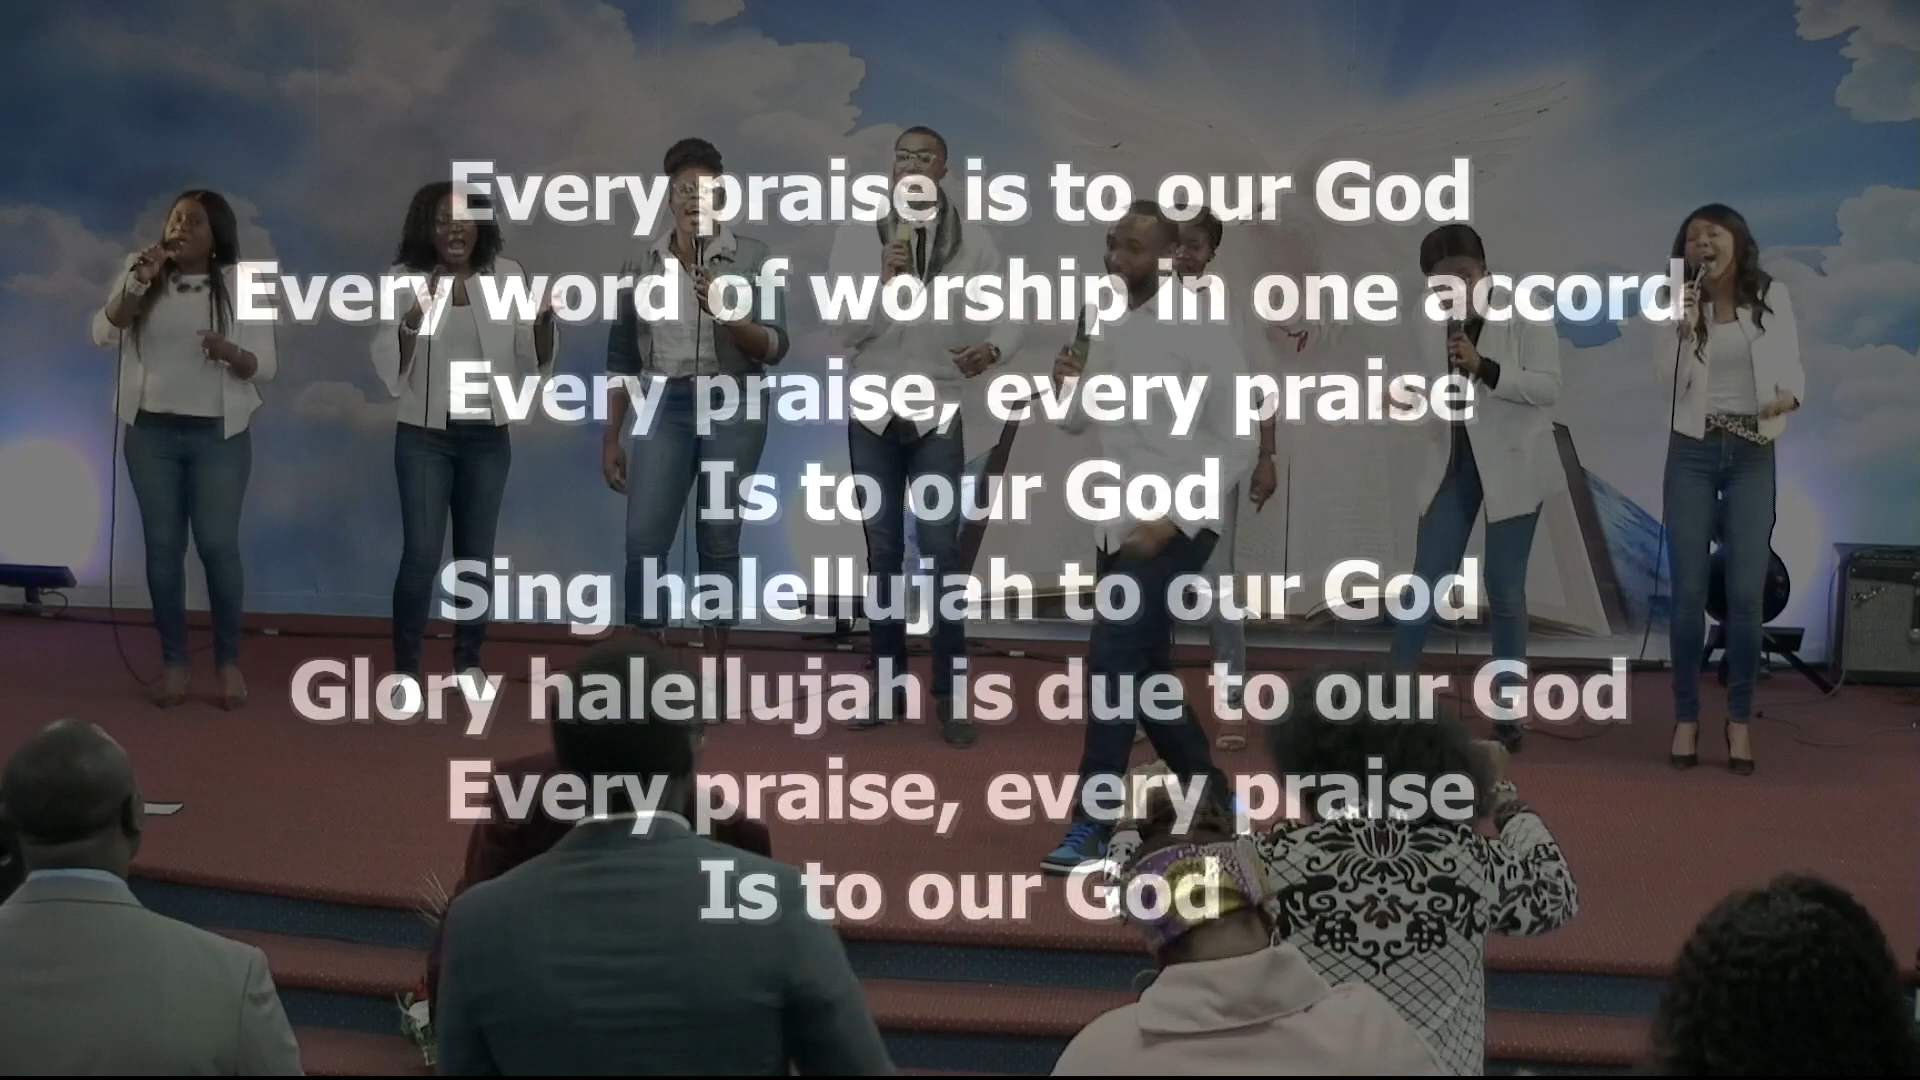 Every praise is to our God
Every word of worship in one accord
Every praise, every praise
Is to our God
Sing halellujah to our God
Glory halellujah is due to our God
Every praise, every praise
Is to our God